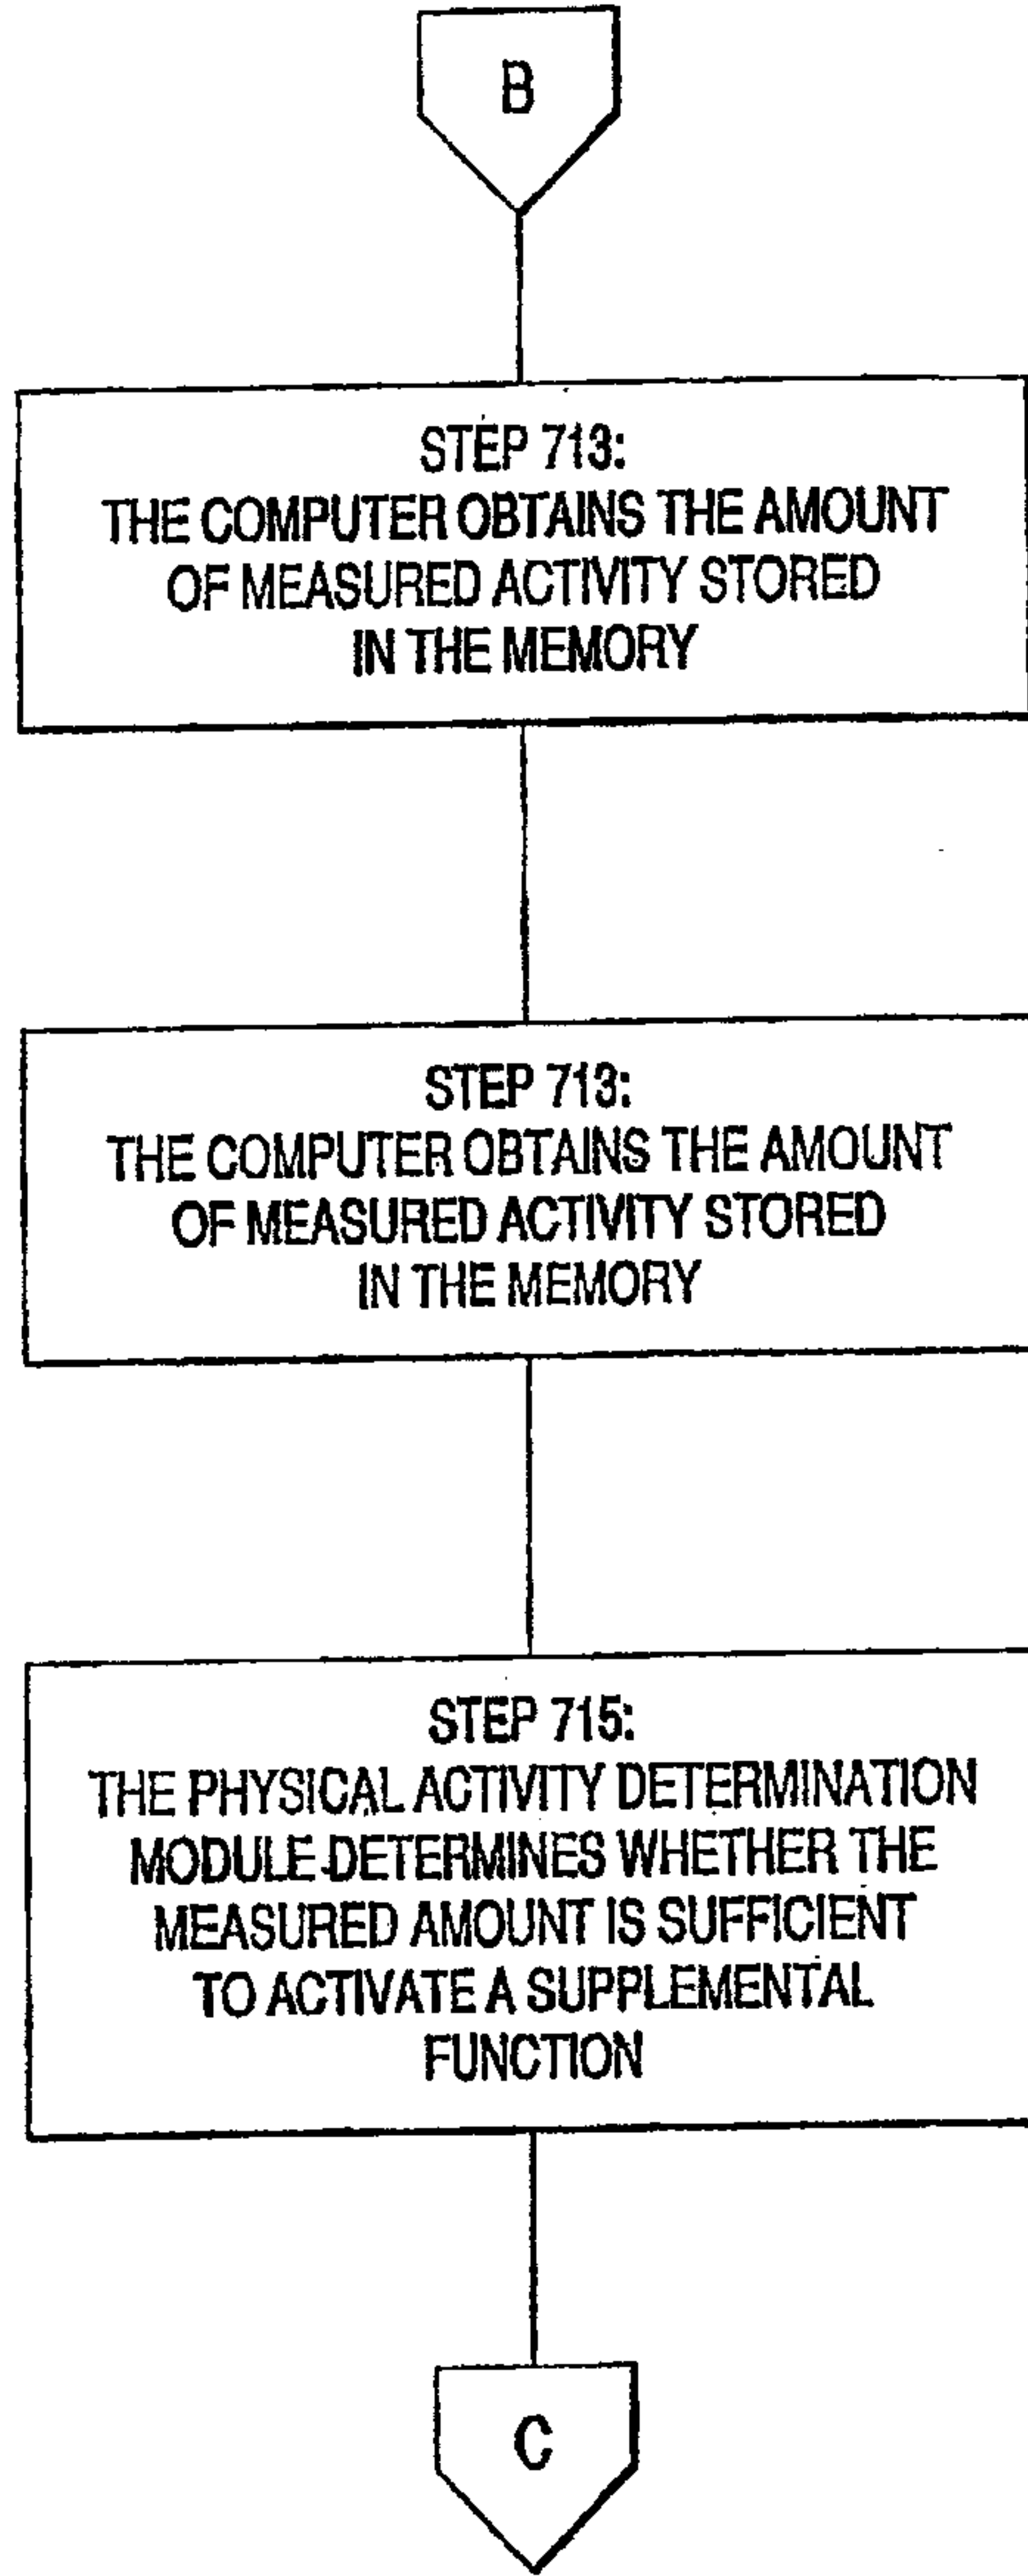 B
STEP 713:
THE COMPUTER OBTAINS THE AMOUNT
OF MEASURED ACTIVITY STORED
IN THE MEMORY
STEP 713:
THE COMPUTER OBTAINS THE AMOUNT
OF MEASURED ACTIVITY STORED
IN THE MEMORY
STEP 715:
THE PHYSICAL ACTIVITY DETERMINATION
MODULE DETERMINES WHETHER THE
MEASURED AMOUNT IS SUFFICIENT
TO ACTIVATE A SUPPLEMENTAL
FUNCTION
C